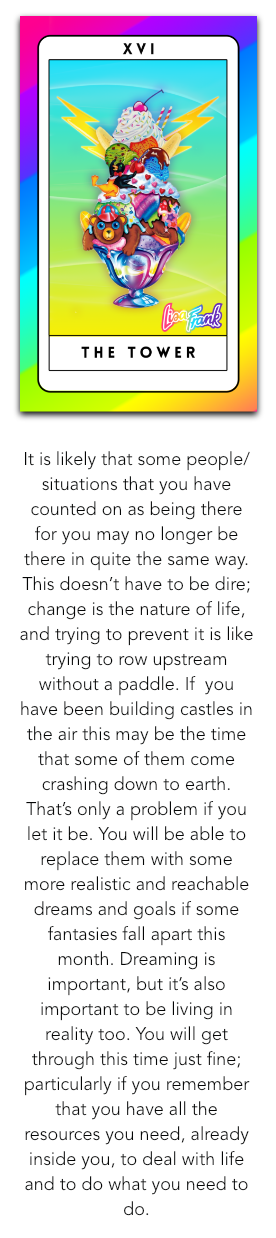 XVI
Lisa Frank
THE TOWER
It is likely that some people/
situations that you have
counted on as being there
for you may no longer be
there in quite the same way.
This doesn’t have to be dire;
change is the nature of life,
and trying to prevent it is like
trying to row upstream
without a paddle. If  you
have been building castles in
the air this may be the time
that some of them come
crashing down to earth.
That’s only a problem if you
let it be. You will be able to
replace them with some
more realistic and reachable
dreams and goals if some
fantasies fall apart this
month. Dreaming is
important, but it’s also
important to be living in
reality too. You will get
through this time just fine;
particularly if you remember
that you have all the
resources you need, already
inside you, to deal with life
and to do what you need to
do.